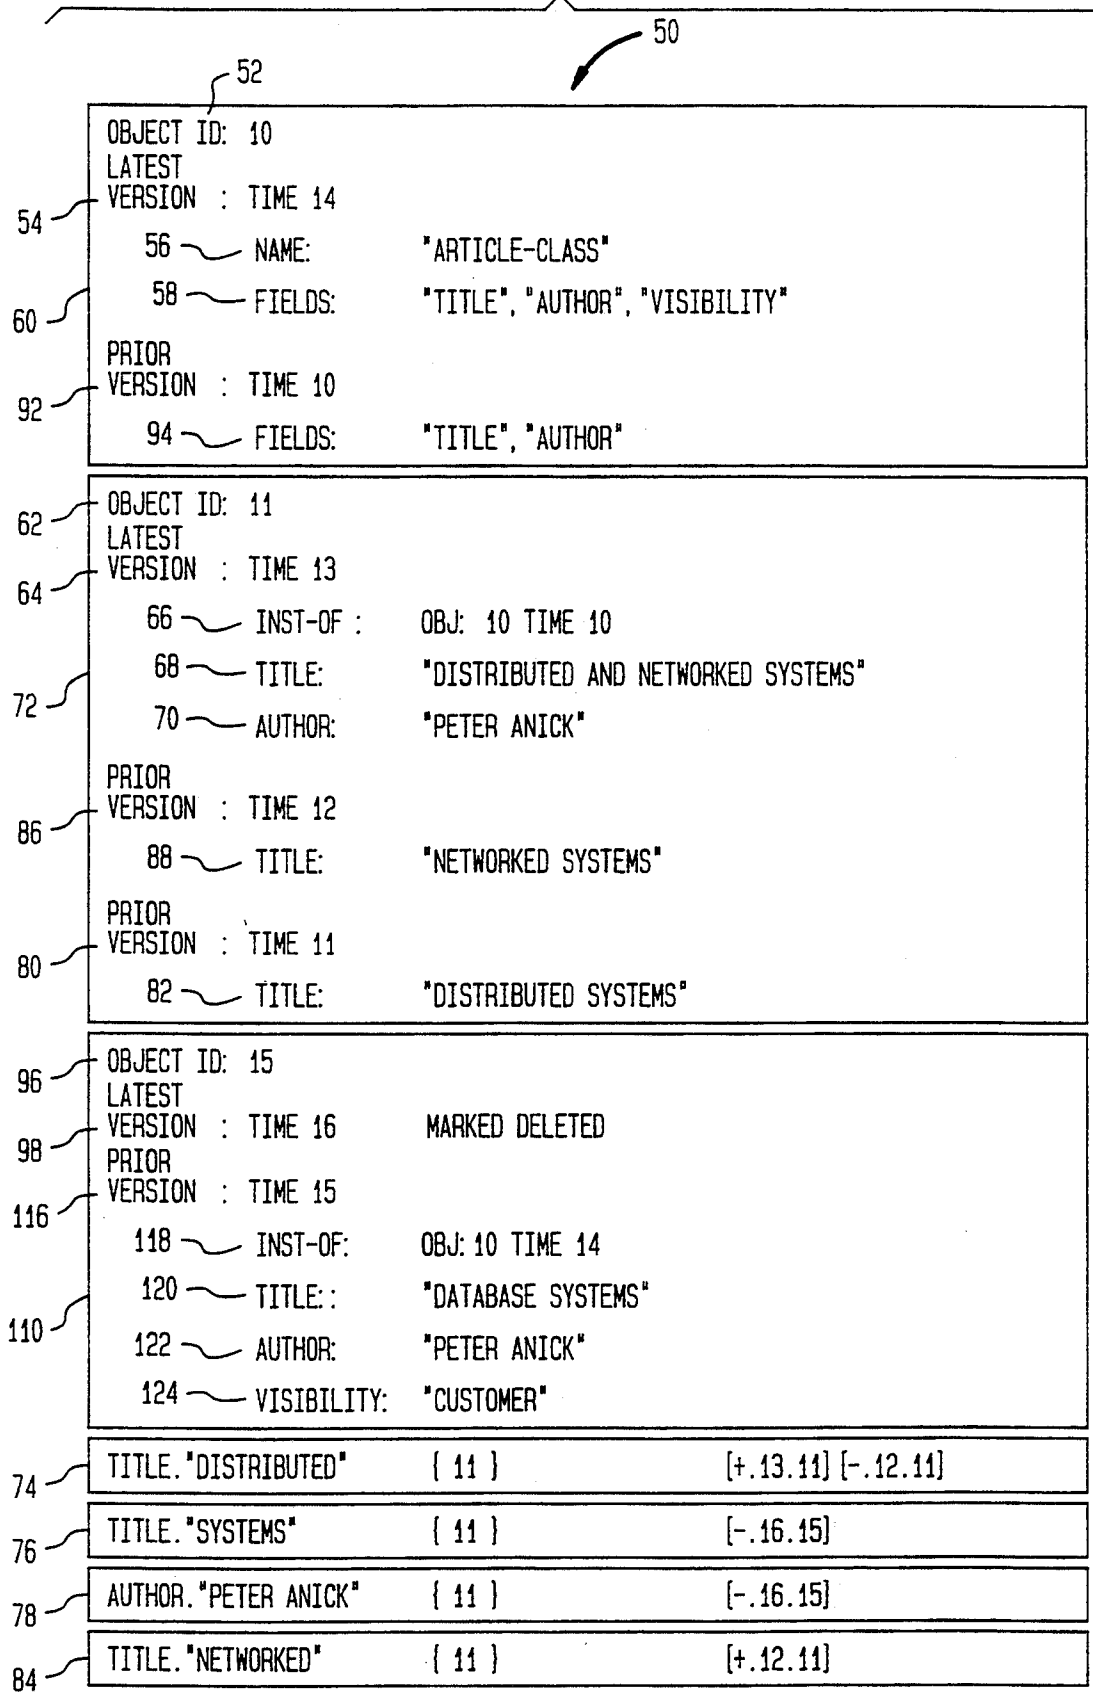 50
52
OBJECT ID: 10
LATEST
54 VERSION : TIME 14
56 NAME: "ARTICLE-CLASS"
58 FIELDS: "TITLE", "AUTHOR", "VISIBILITY"
60
PRIOR
92 VERSION : TIME 10
94 FIELDS: "TITLE", "AUTHOR"
62 OBJECT ID: 11
LATEST
64 VERSION : TIME 13
66 INST-OF : OBJ: 10 TIME 10
68 TITLE: "DISTRIBUTED AND NETWORKED SYSTEMS"
72
70 AUTHOR: "PETER ANICK"
PRIOR
86 VERSION : TIME 12
88 TITLE: "NETWORKED SYSTEMS"
PRIOR
80 VERSION : TIME 11
82 TITLE: "DISTRIBUTED SYSTEMS"
96 OBJECT ID: 15
LATEST
98 VERSION : TIME 16 MARKED DELETED
PRIOR
116 VERSION : TIME 15
118 INST-OF: OBJ: 10 TIME 14
120 TITLE: : "DATABASE SYSTEMS"
110
122 AUTHOR: "PETER ANICK"
124 VISIBILITY: "CUSTOMER"
74 TITLE."DISTRIBUTED" { 11 } [+.13.11] [-.12.11]
76 TITLE."SYSTEMS" { 11 } [-.16.15]
78 AUTHOR."PETER ANICK" { 11 } [-.16.15]
84 TITLE."NETWORKED" { 11 } [+.12.11]